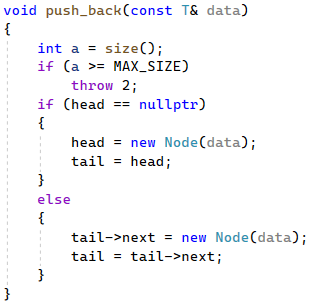 void push_back(const T& data)
{
    int a = size();
    if (a >= MAX_SIZE)
        throw 2;
    if (head == nullptr)
    {
        head = new Node(data);
        tail = head;
    }
    else
    {
        tail->next = new Node(data);
        tail = tail->next;
    }
}